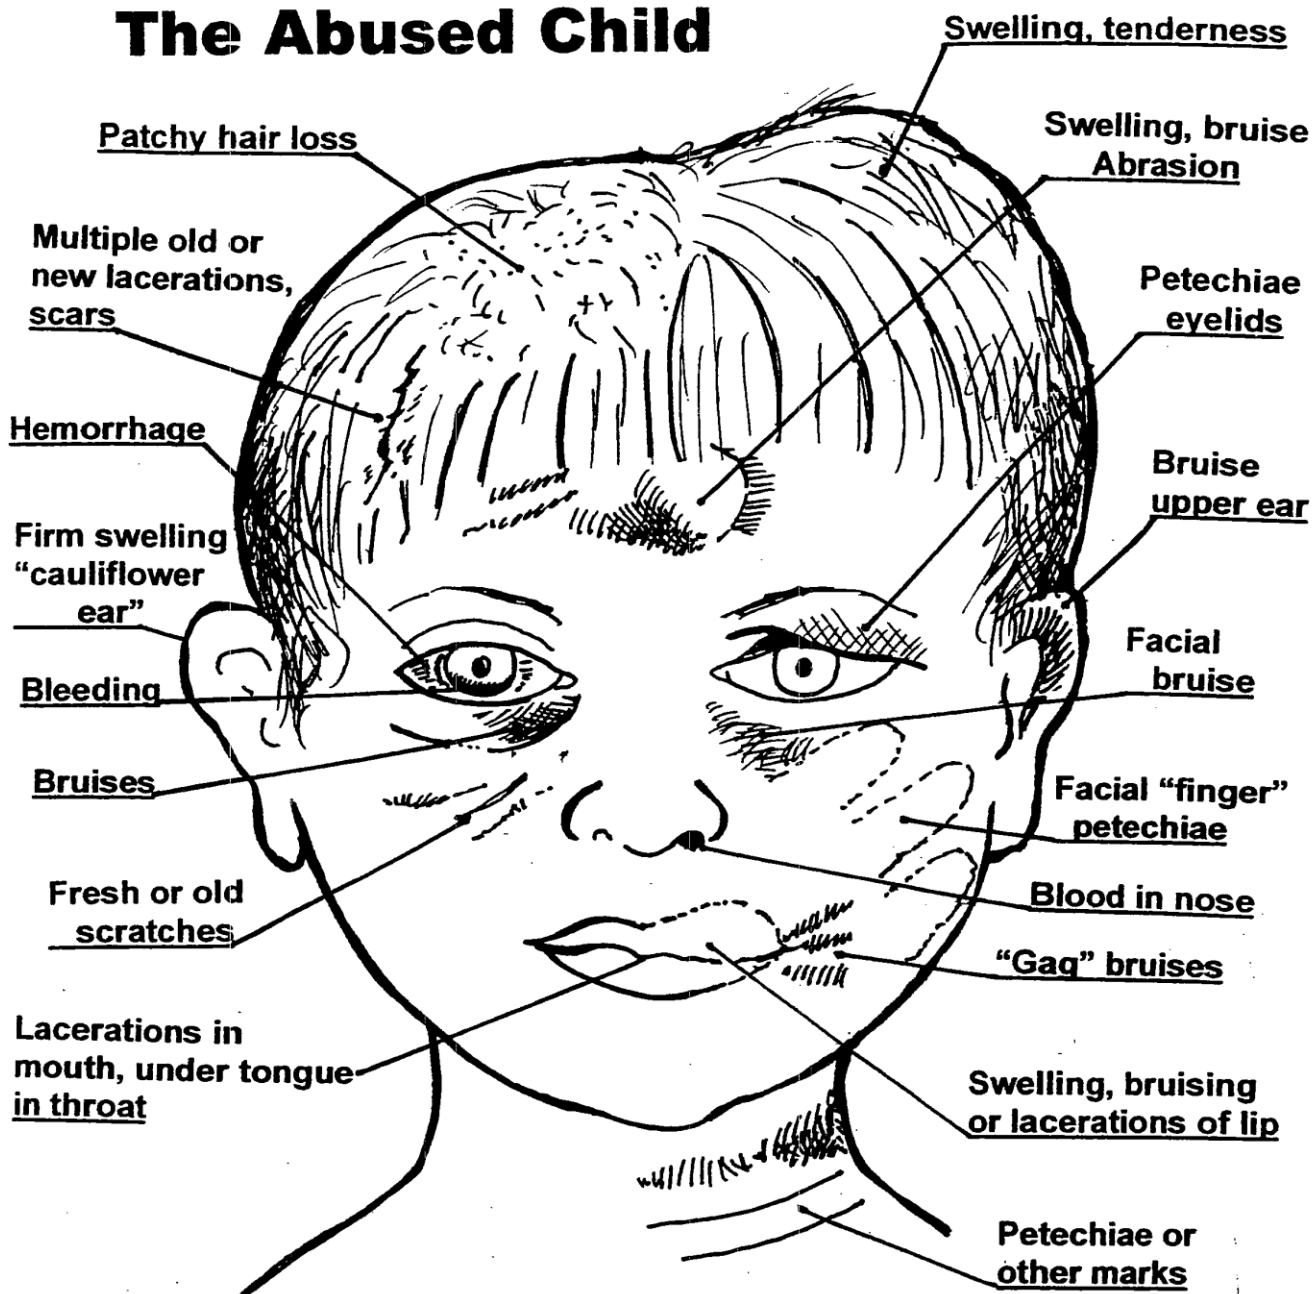 The Abused Child
Swelling, tenderness
Patchy hair loss
Swelling, bruise
Abrasion
Multiple old or
new lacerations,
scars
Petechiae
eyelids
Hemorrhage
Bruise
upper ear
Firm swelling
“cauliflower
ear”
Facial
bruise
Bleeding
Bruises
Facial “finger”
petechiae
Fresh or old
scratches
Blood in nose
“Gag” bruises
Lacerations in
mouth, under tongue
in throat
Swelling, bruising
or lacerations of lip
Petechiae or
other marks